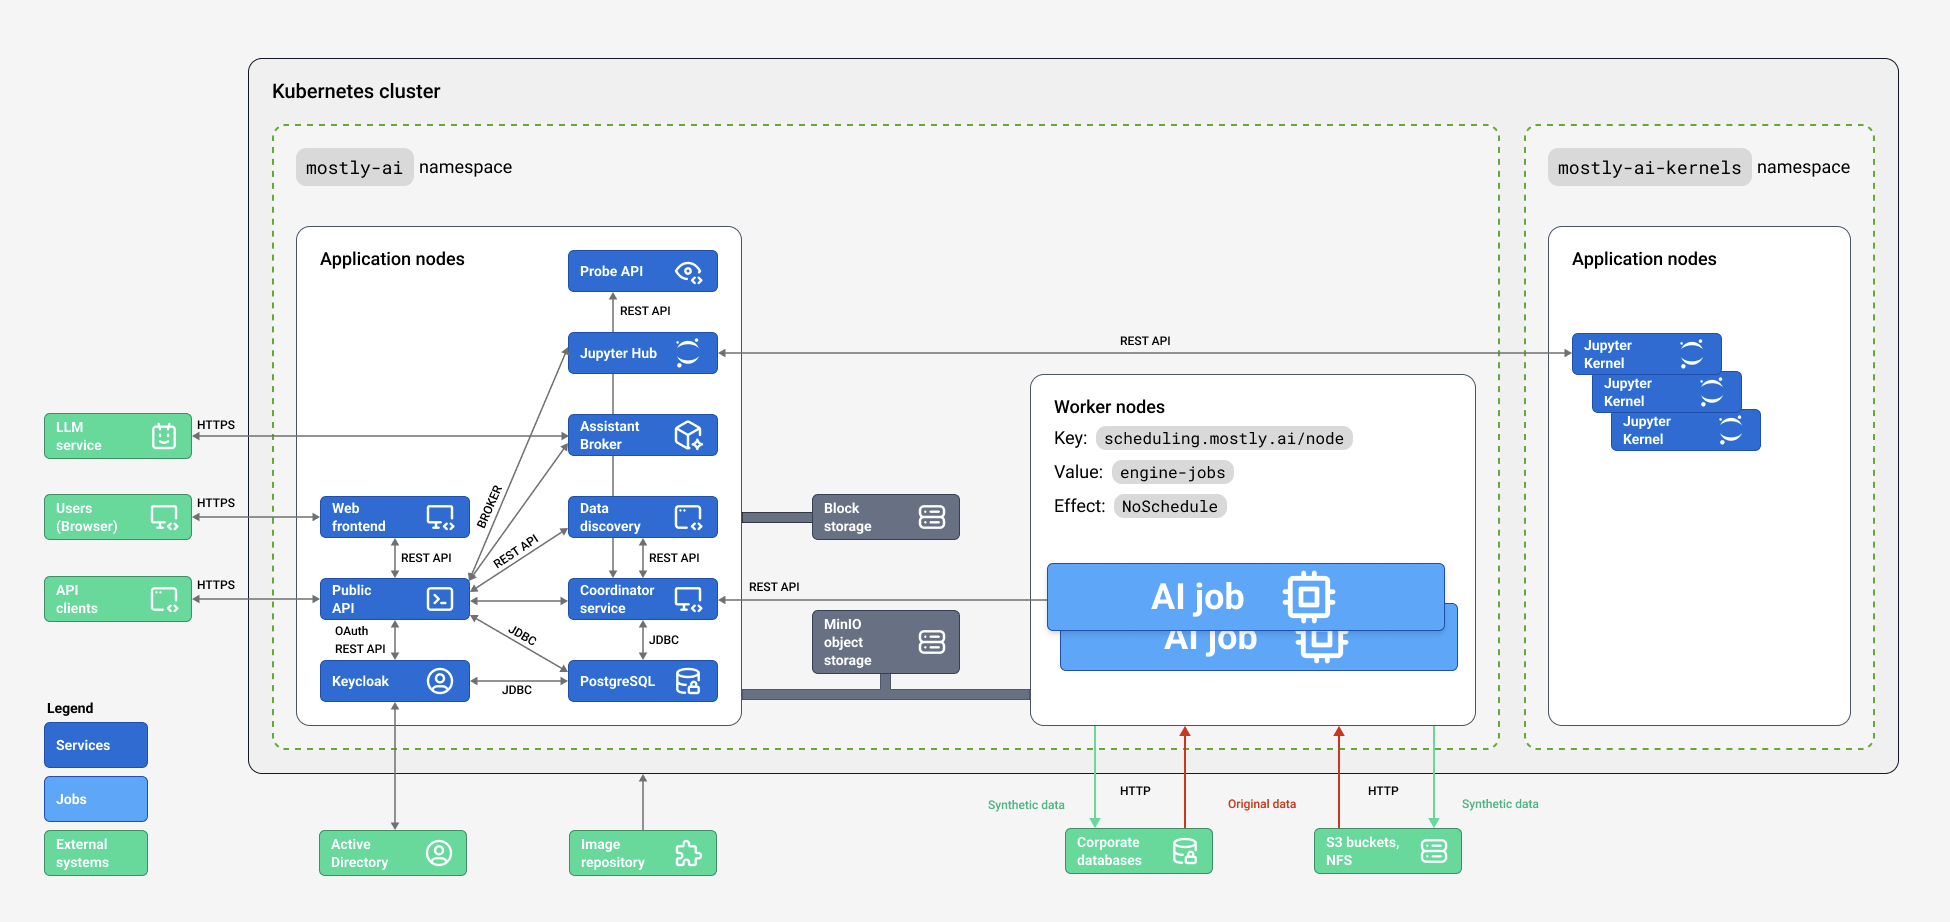 Kubernetes cluster
mostly-ai namespace
mostly-ai-kernels namespace
Application nodes
Probe API
REST API
Jupyter Hub
REST API
Assistant
Broker
BROKER
Data
discovery
REST API
REST API
Web
frontend
REST API
Public
API
Coordinator
service
OAuth
REST API
JDBC
JDBC
Keycloak
JDBC
PostgreSQL
LLM
service
HTTPS
Users
(Browser)
HTTPS
API
clients
HTTPS
Block
storage
REST API
MinIO
object
storage
Worker nodes
Key: scheduling.mostly.ai/node
Value: engine-jobs
Effect: NoSchedule
AI job
AI job
Application nodes
Jupyter
Kernel
Jupyter
Kernel
Jupyter
Kernel
Legend
Services
Jobs
External
systems
Active
Directory
Image
repository
Synthetic data
HTTP
Original data
HTTP
Synthetic data
Corporate
databases
S3 buckets,
NFS